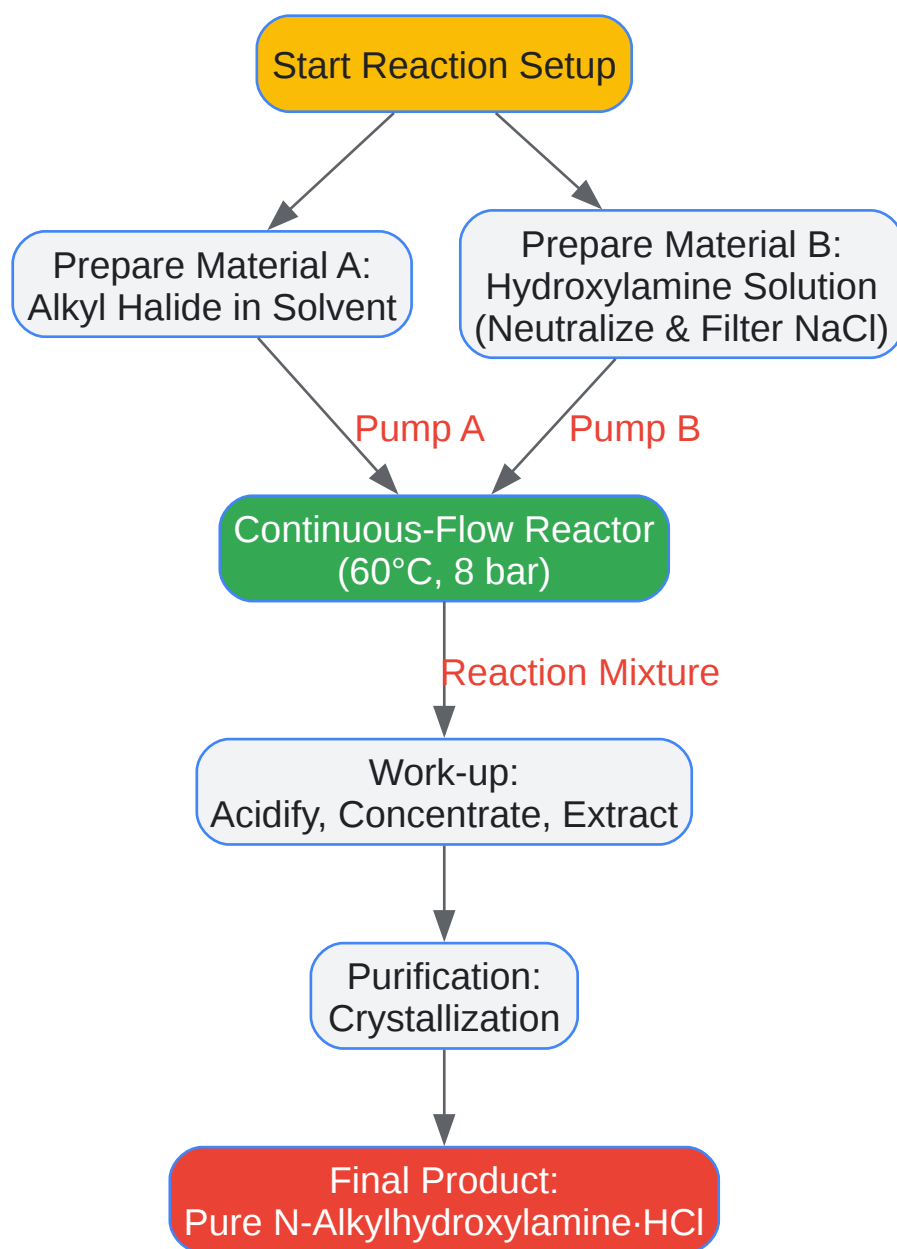 Start Reaction Setup
Prepare Material A:
Alkyl Halide in Solvent
Prepare Material B:
Hydroxylamine Solution
(Neutralize & Filter NaCl)
Pump A
Pump B
Continuous-Flow Reactor
(60°C, 8 bar)
Reaction Mixture
Work-up:
Acidify, Concentrate, Extract
Purification:
Crystallization
Final Product:
Pure N-Alkylhydroxylamine·HCl